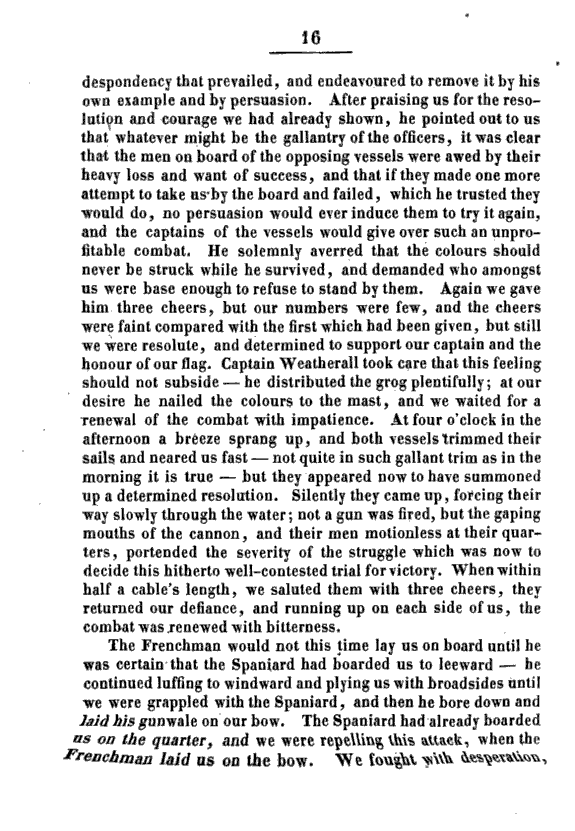 16
despondency that prevailed, and endeavoured to remove it by his
own example and by persuasion. After praising us for the reso-
lution and courage we had already shown, he pointed out to us
that whatever might be the gallantry of the officers, it was clear
that the men on board of the opposing vessels were awed by their
heavy loss and want of success, and that if they made one more
attempt to take us by the board and failed, which he trusted they
would do, no persuasion would ever induce them to try it again,
and the captains of the vessels would give over such an unpro-
fitable combat. He solemnly averred that the colours should
never be struck while he survived, and demanded who amongst
us were base enough to refuse to stand by them. Again we gave
him three cheers, but our numbers were few, and the cheers
were faint compared with the first which had been given, but still
we were resolute, and determined to support our captain and the
honour of our flag. Captain Weatherall took care that this feeling
should not subside — he distributed the grog plentifully; at our
desire he nailed the colours to the mast, and we waited for a
renewal of the combat with impatience. At four o'clock in the
afternoon a breeze sprang up, and both vessels trimmed their
sails and neared us fast — not quite in such gallant trim as in the
morning it is true — but they appeared now to have summoned
up a determined resolution. Silently they came up, forcing their
way slowly through the water; not a gun was fired, but the gaping
mouths of the cannon, and their men motionless at their quar-
ters, portended the severity of the struggle which was now to
decide this hitherto well-contested trial for victory. When within
half a cable's length, we saluted them with three cheers, they
returned our defiance, and running up on each side of us, the
combat was renewed with bitterness.
The Frenchman would not this time lay us on board until he
was certain that the Spaniard had boarded us to leeward — he
continued luffing to windward and plying us with broadsides until
we were grappled with the Spaniard, and then he bore down and
laid his gunwale on our bow. The Spaniard had already boarded
us on the quarter, and we were repelling this attack, when the
Frenchman laid us on the bow. We fought with desperation,